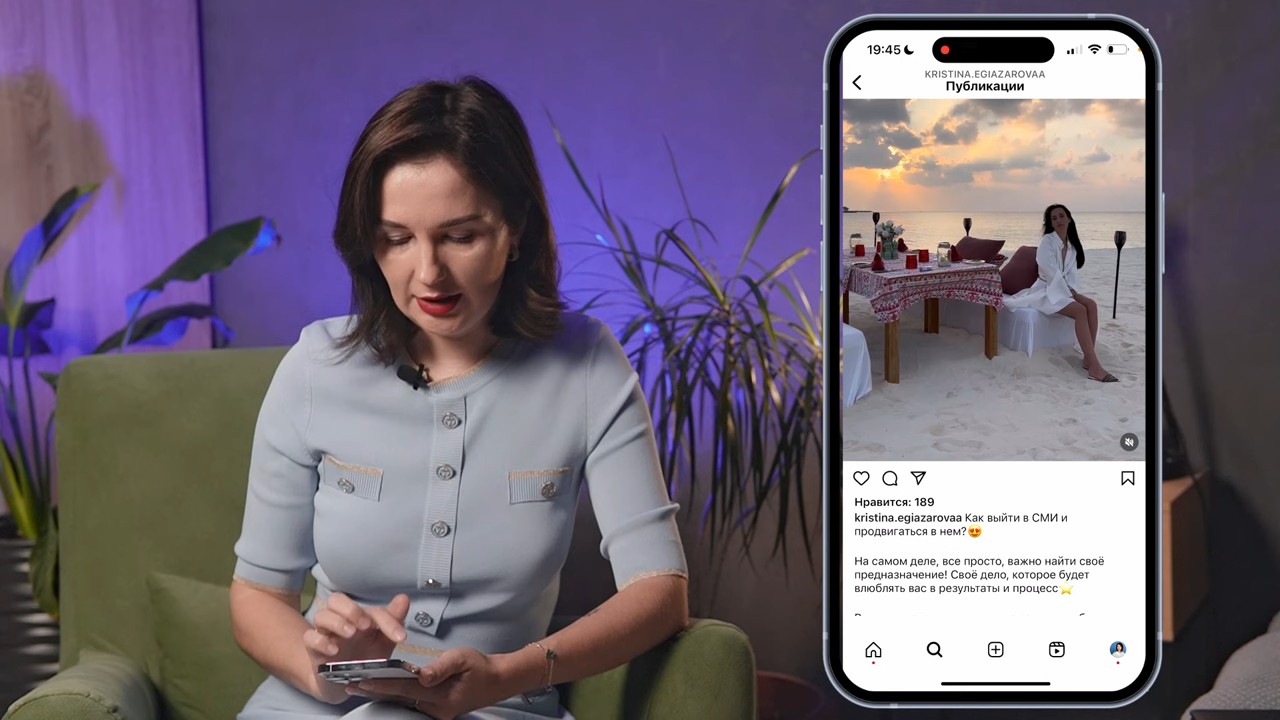 19:45
KRISTINA.EGIAZAROVAA
Публикации
Нравится: 189
kristina.egiazarovaa Как выйти в СМИ и
продвигаться в нем?😍
На самом деле, все просто, важно найти своё
предназначение! Своё дело, которое будет
влюблять вас в результаты и процесс⭐